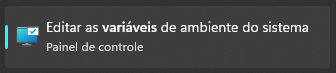 Editar as variáveis de ambiente do sistema
Painel de controle